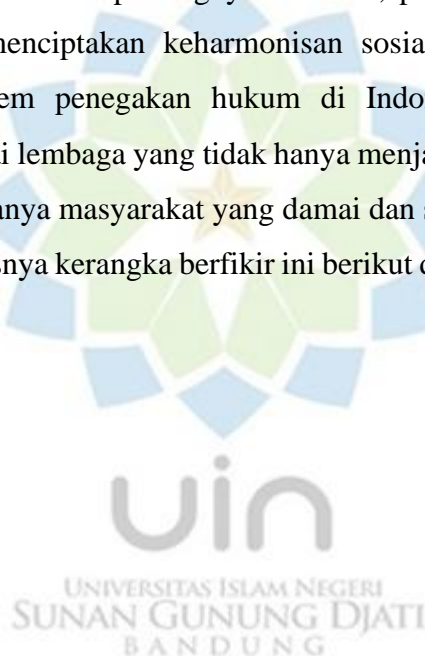 menciptakan keharmonisan sosia
em penegakan hukum di Indo
i lembaga yang tidak hanya menja
anya masyarakat yang damai dan s
snya kerangka berfikir ini berikut d
uin
UNIVERSITAS ISLAM NEGERI
SUNAN GUNUNG DJATI
BANDUNG